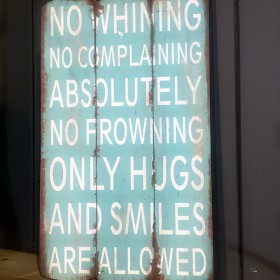 NO WHINING
NO COMPLAINING
ABSOLUTELY
NO FROWNING
ONLY HUGS
AND SMILES
ARE ALLOWED